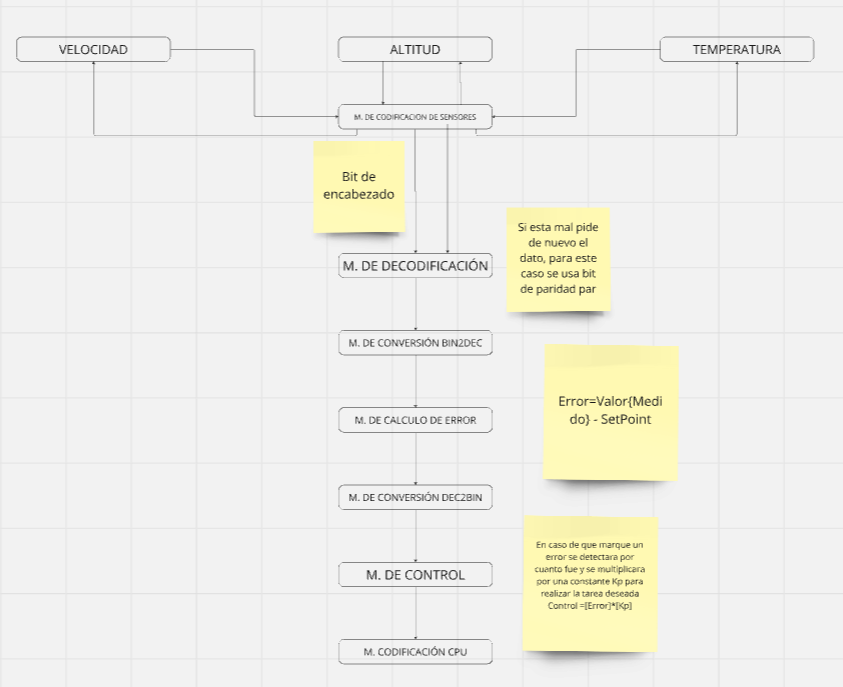 VELOCIDAD
ALTITUD
TEMPERATURA
M. DE CODIFICACION DE SENSORES
Bit de
encabezado
Si esta mal pide
de nuevo el
dato, para este
caso se usa bit
de paridad par
M. DE DECODIFICACIÓN
M. DE CONVERSIÓN BIN2DEC
Error=Valor{Medi
do} - SetPoint
M. DE CALCULO DE ERROR
M. DE CONVERSIÓN DEC2BIN
En caso de que marque un
error se detectara por
cuanto fue y se multiplicara
por una constante Kp para
realizar la tarea deseada
Control =[Error]*[Kp]
M. DE CONTROL
M. CODIFICACIÓN CPU